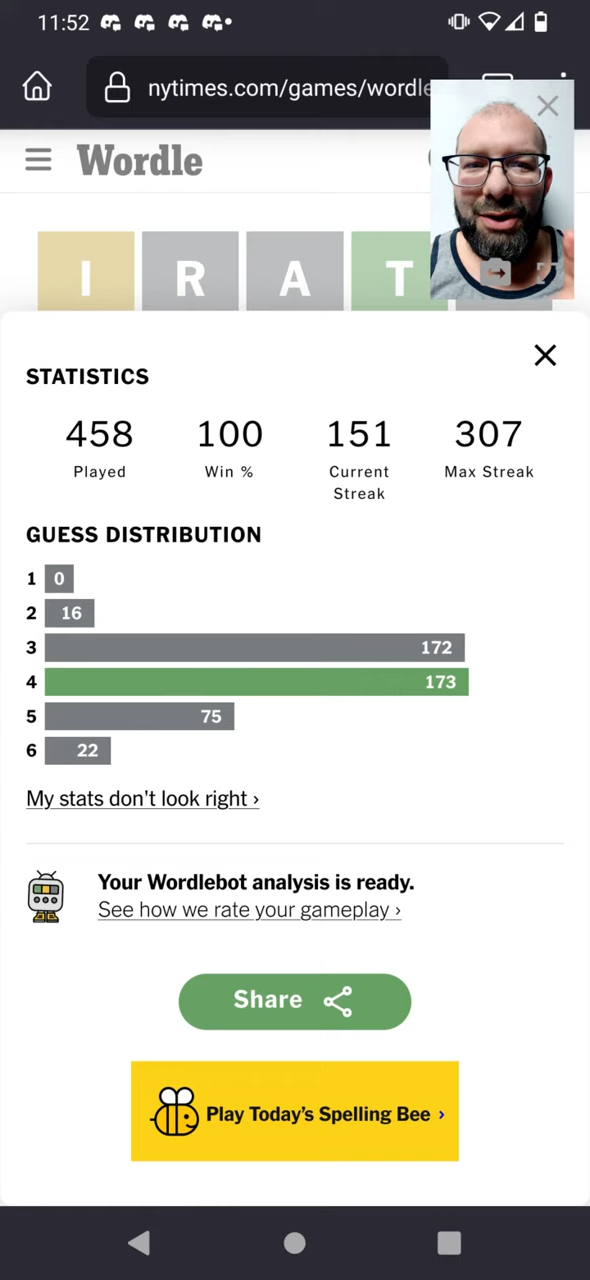 11:52
nytimes.com/games/wordle
Wordle
I R A T
STATISTICS
458 100 151 307
Played Win % Current Streak Max Streak
GUESS DISTRIBUTION
1 0
2 16
3 172
4 173
5 75
6 22
My stats don't look right ›
Your Wordlebot analysis is ready.
See how we rate your gameplay ›
Share
Play Today's Spelling Bee ›